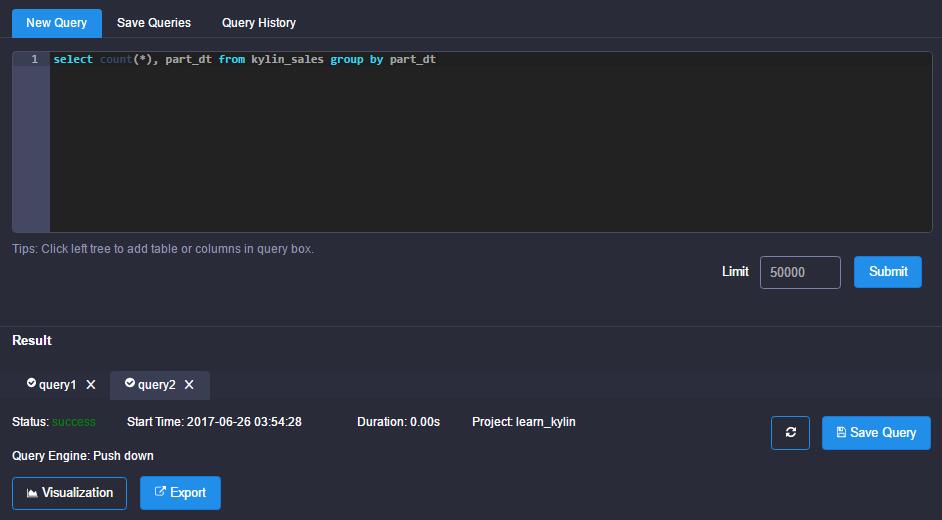 New Query Save Queries Query History
1 select count(*), part_dt from kylin_sales group by part_dt
Tips: Click left tree to add table or columns in query box.
Limit 50000 Submit
Result
query1 X query2 X
Status: success Start Time: 2017-06-26 03:54:28 Duration: 0.00s Project: learn_kylin
Save Query
Query Engine: Push down
Visualization Export